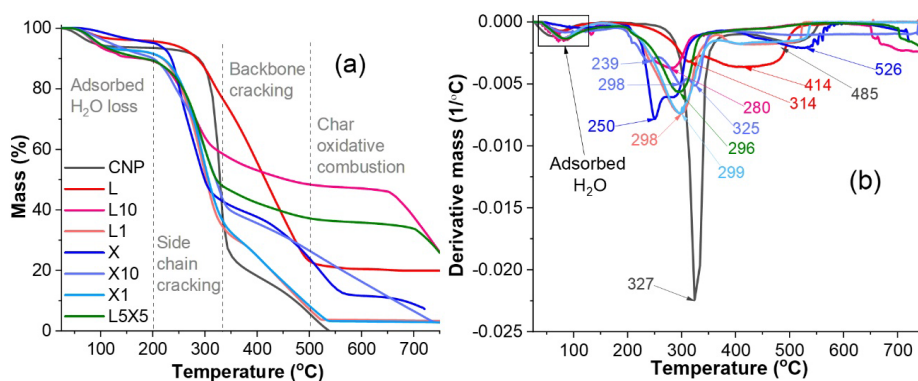 (a)
Adsorbed
H₂O loss
Backbone
cracking
Char
oxidative
combustion
Side
chain
cracking
CNP
L
L10
L1
X
X10
X1
L5X5
Mass (%)
100
80
60
40
20
0
100 200 300 400 500 600 700
Temperature (°C)
(b)
Derivative mass (1/°C)
0.000
-0.005
-0.010
-0.015
-0.020
-0.025
239
298
250
298
280
314
325
296
299
414
485
526
327
Adsorbed
H₂O
100 200 300 400 500 600 700
Temperature (°C)